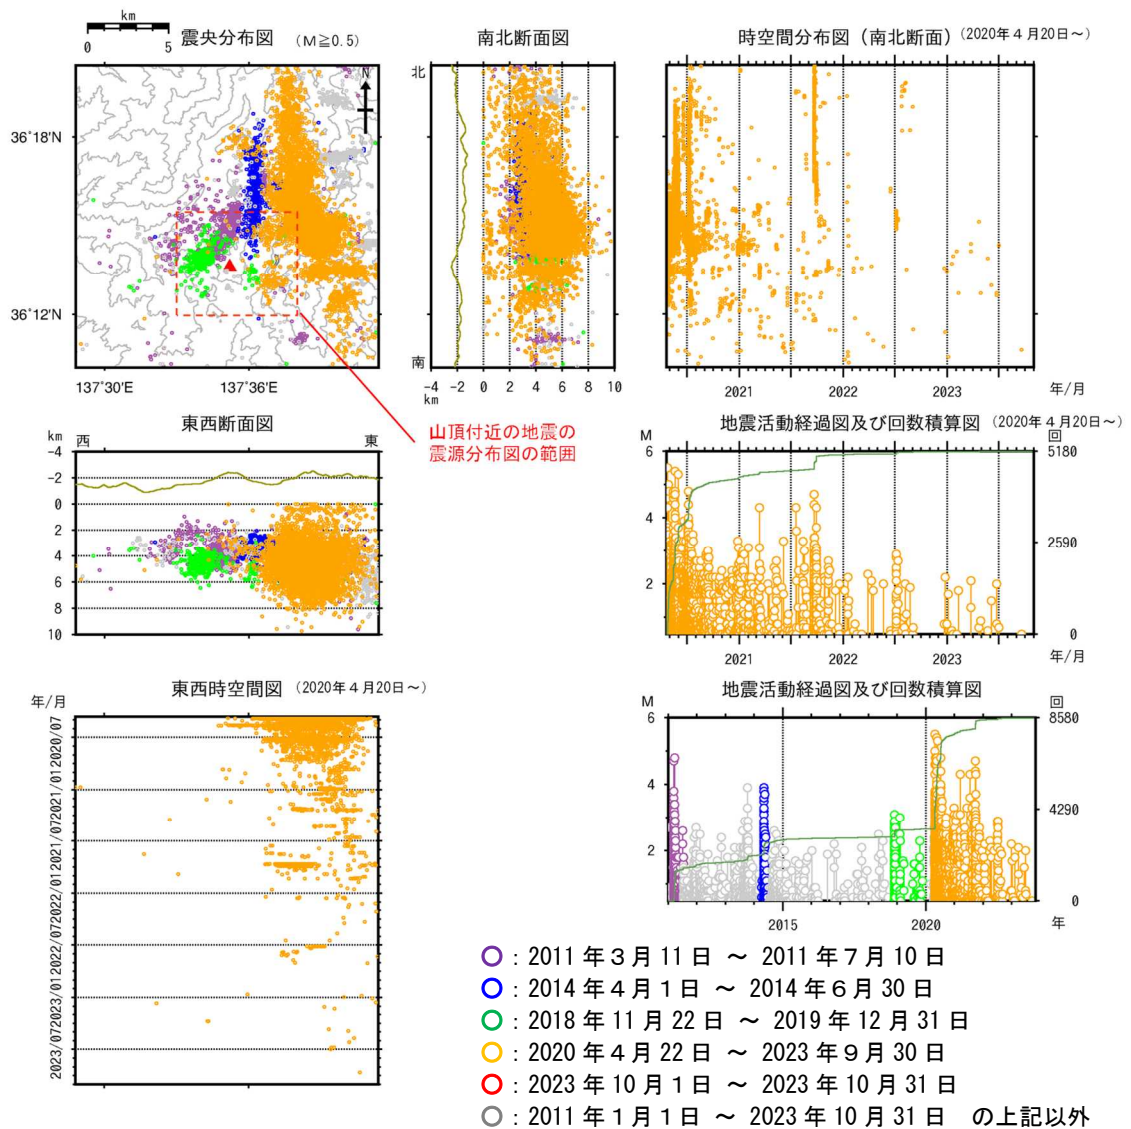 km
0 5
震央分布図 (M≧0.5)
N
36°18'N
36°12'N
137°30'E 137°36'E
南北断面図
北
南
-4 -2 0 2 4 6 8 10
km
時空間分布図 (南北断面) (2020年4月20日～)
2021 2022 2023 年/月
山頂付近の地震の
震源分布図の範囲
東西断面図
km 西 東
-4
-2
0
2
4
6
8
10
地震活動経過図及び回数積算図 (2020年4月20日～)
M 回
6 5180
4
2590
2
0
2021 2022 2023 年/月
東西時空間図 (2020年4月20日～)
年/月
2023/07 2023/01 2022/07 2022/01 2021/07 2021/01 2020/07
地震活動経過図及び回数積算図
M 回
6 8580
4 4290
2
0
2015 2020 年
：2011年3月11日 ～ 2011年7月10日
：2014年4月1日 ～ 2014年6月30日
：2018年11月22日 ～ 2019年12月31日
：2020年4月22日 ～ 2023年9月30日
：2023年10月1日 ～ 2023年10月31日
：2011年1月1日 ～ 2023年10月31日 の上記以外